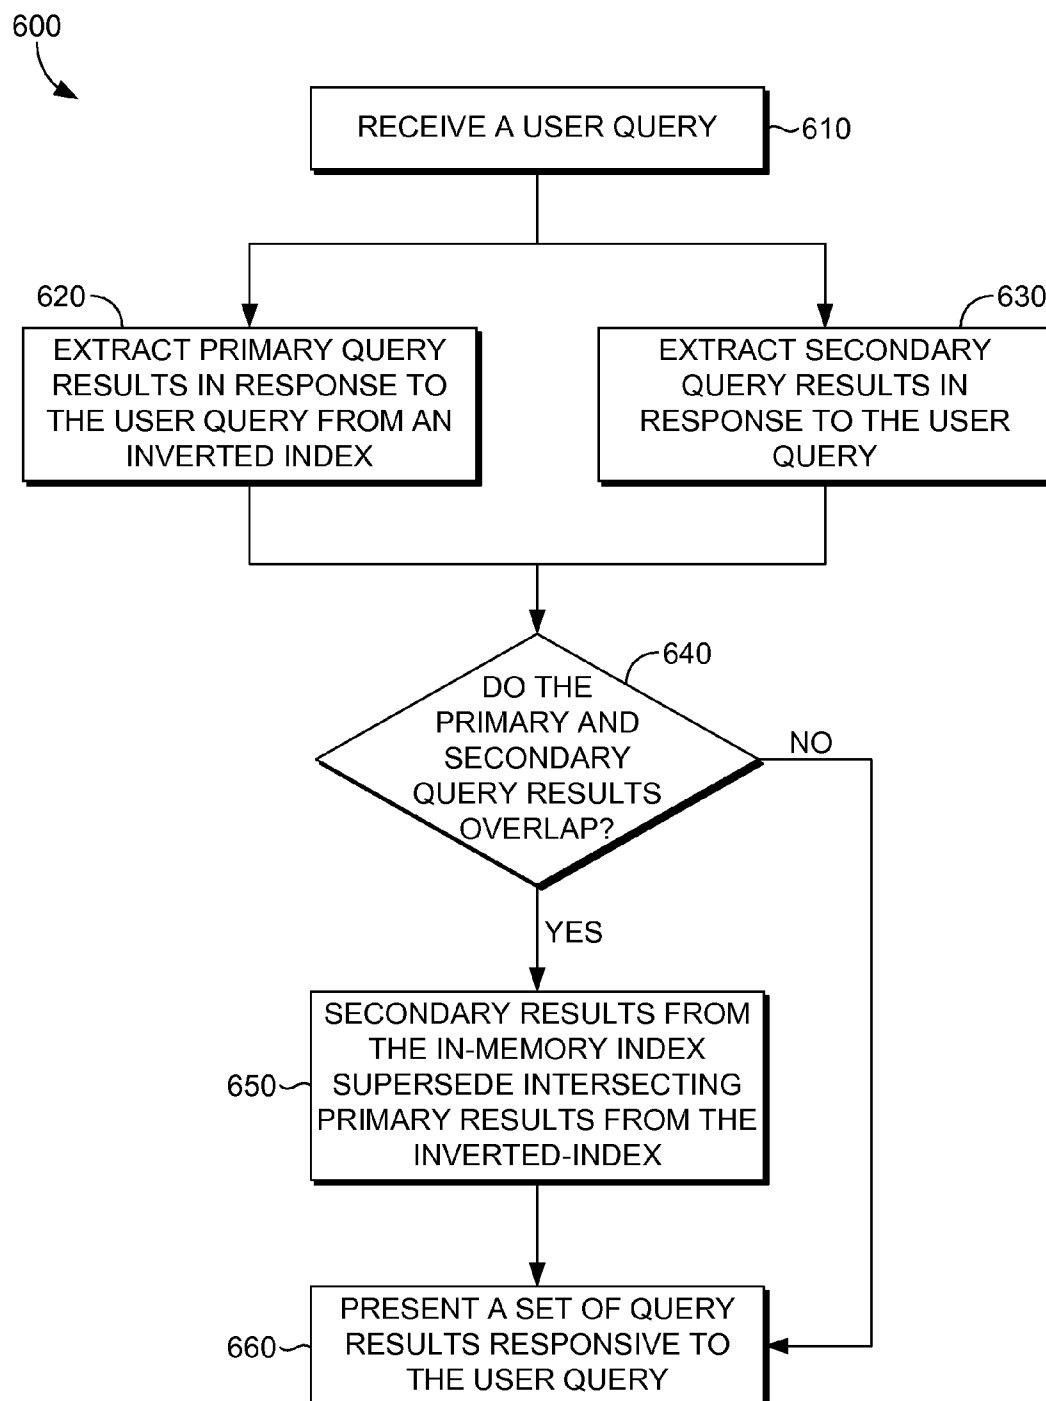 600
RECEIVE A USER QUERY
610
620
630
EXTRACT PRIMARY QUERY
RESULTS IN RESPONSE TO
THE USER QUERY FROM AN
INVERTED INDEX
EXTRACT SECONDARY
QUERY RESULTS IN
RESPONSE TO THE USER
QUERY
640
DO THE
PRIMARY AND
SECONDARY
QUERY RESULTS
OVERLAP?
NO
YES
SECONDARY RESULTS FROM
THE IN-MEMORY INDEX
SUPERSEDE INTERSECTING
PRIMARY RESULTS FROM THE
INVERTED-INDEX
650
PRESENT A SET OF QUERY
RESULTS RESPONSIVE TO
THE USER QUERY
660